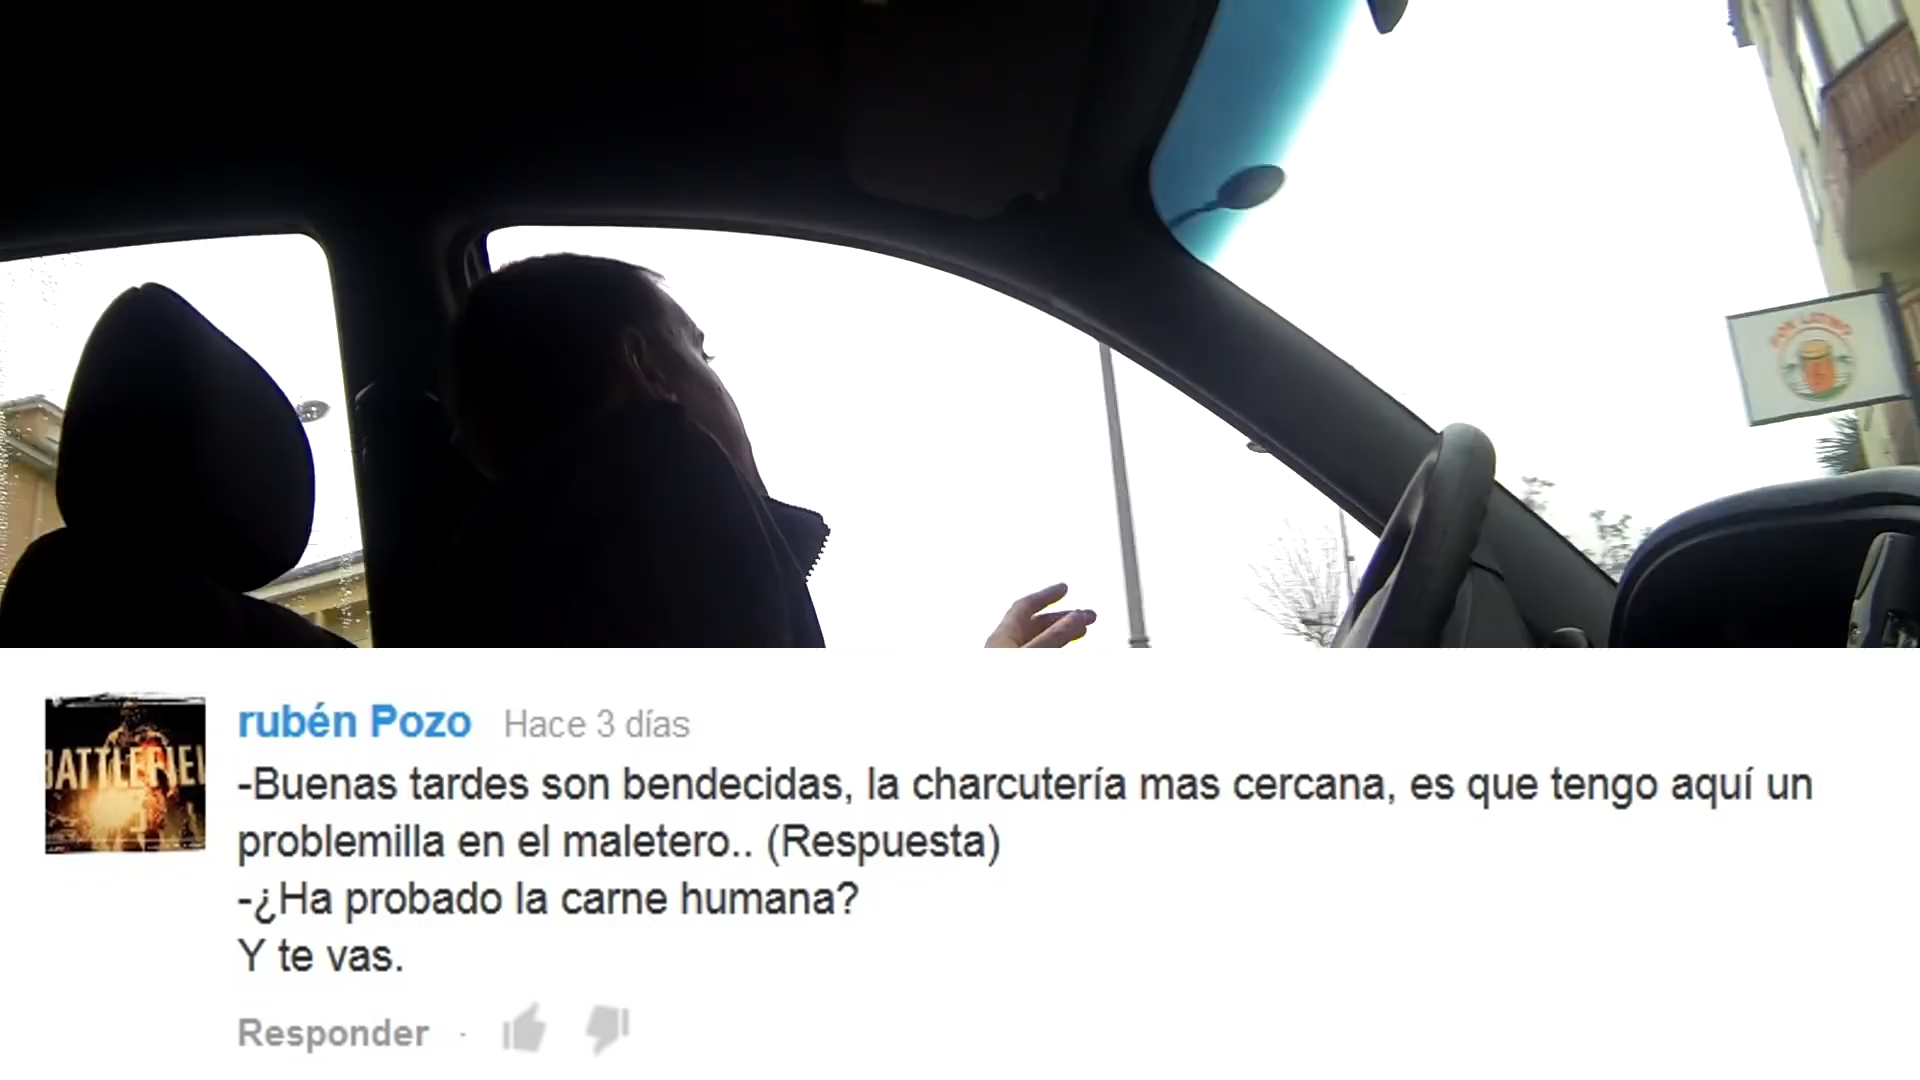 rubén Pozo Hace 3 días
-Buenas tardes son bendecidas, la charcutería mas cercana, es que tengo aquí un
problemilla en el maletero.. (Respuesta)
-¿Ha probado la carne humana?
Y te vas.
Responder ·
BATTLEFIEL